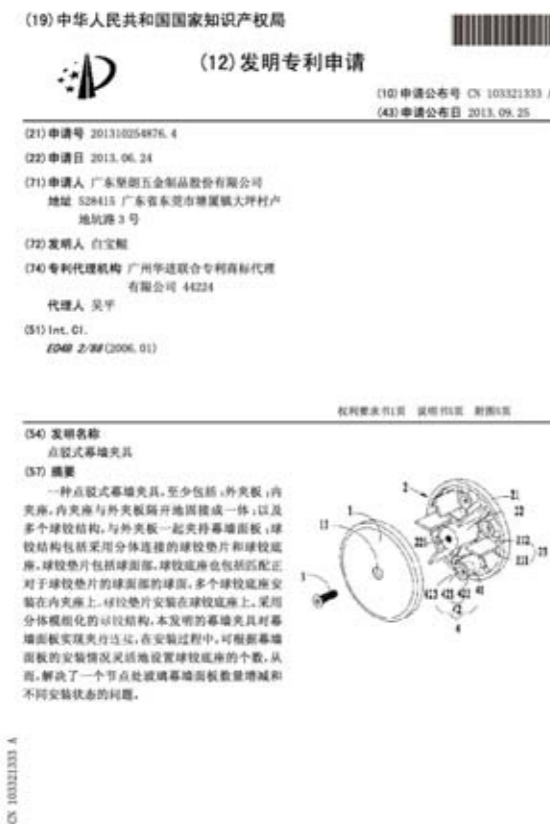 (19)中华人民共和国国家知识产权局
(12)发明专利申请
(10)申请公布号 CN 103321333 A
(43)申请公布日 2013.09.25
(21)申请号 201310254876.4
(22)申请日 2013.06.24
(71)申请人 广东坚朗五金制品股份有限公司
地址 528415 广东省东莞市塘厦镇大坪村卢
地坑路3号
(72)发明人 白宝鲲
(74)专利代理机构 广州华进联合专利商标代理
有限公司 44224
代理人 吴平
(51)Int.Cl.
E04B 2/88(2006.01)
权利要求书1页 说明书5页 附图5页
(54)发明名称
点驳式幕墙夹具
(57)摘要
一种点驳式幕墙夹具,至少包括:外夹板;内
夹座,内夹座与外夹板隔开地固接成一体;以及
多个球铰结构,与外夹板一起夹持幕墙面板;球
铰结构包括采用分体连接的球铰垫片和球铰底
座,球铰垫片包括球面部,球铰底座也包括匹配正
对于球铰垫片的球面部的球面,多个球铰底座安
装在内夹座上,球铰垫片安装在球铰底座上。采用
分体模组化的球铰结构,本发明的幕墙夹具对幕
墙面板实现夹持连接,在安装过程中,可根据幕墙
面板的安装情况灵活地设置球铰底座的个数,从
而,解决了一个节点处玻璃幕墙面板数量增减和
不同安装状态的问题。
2
21
22
1
11
221
212
211
23
3
423
421
422
41
42
4
CN 103321333 A